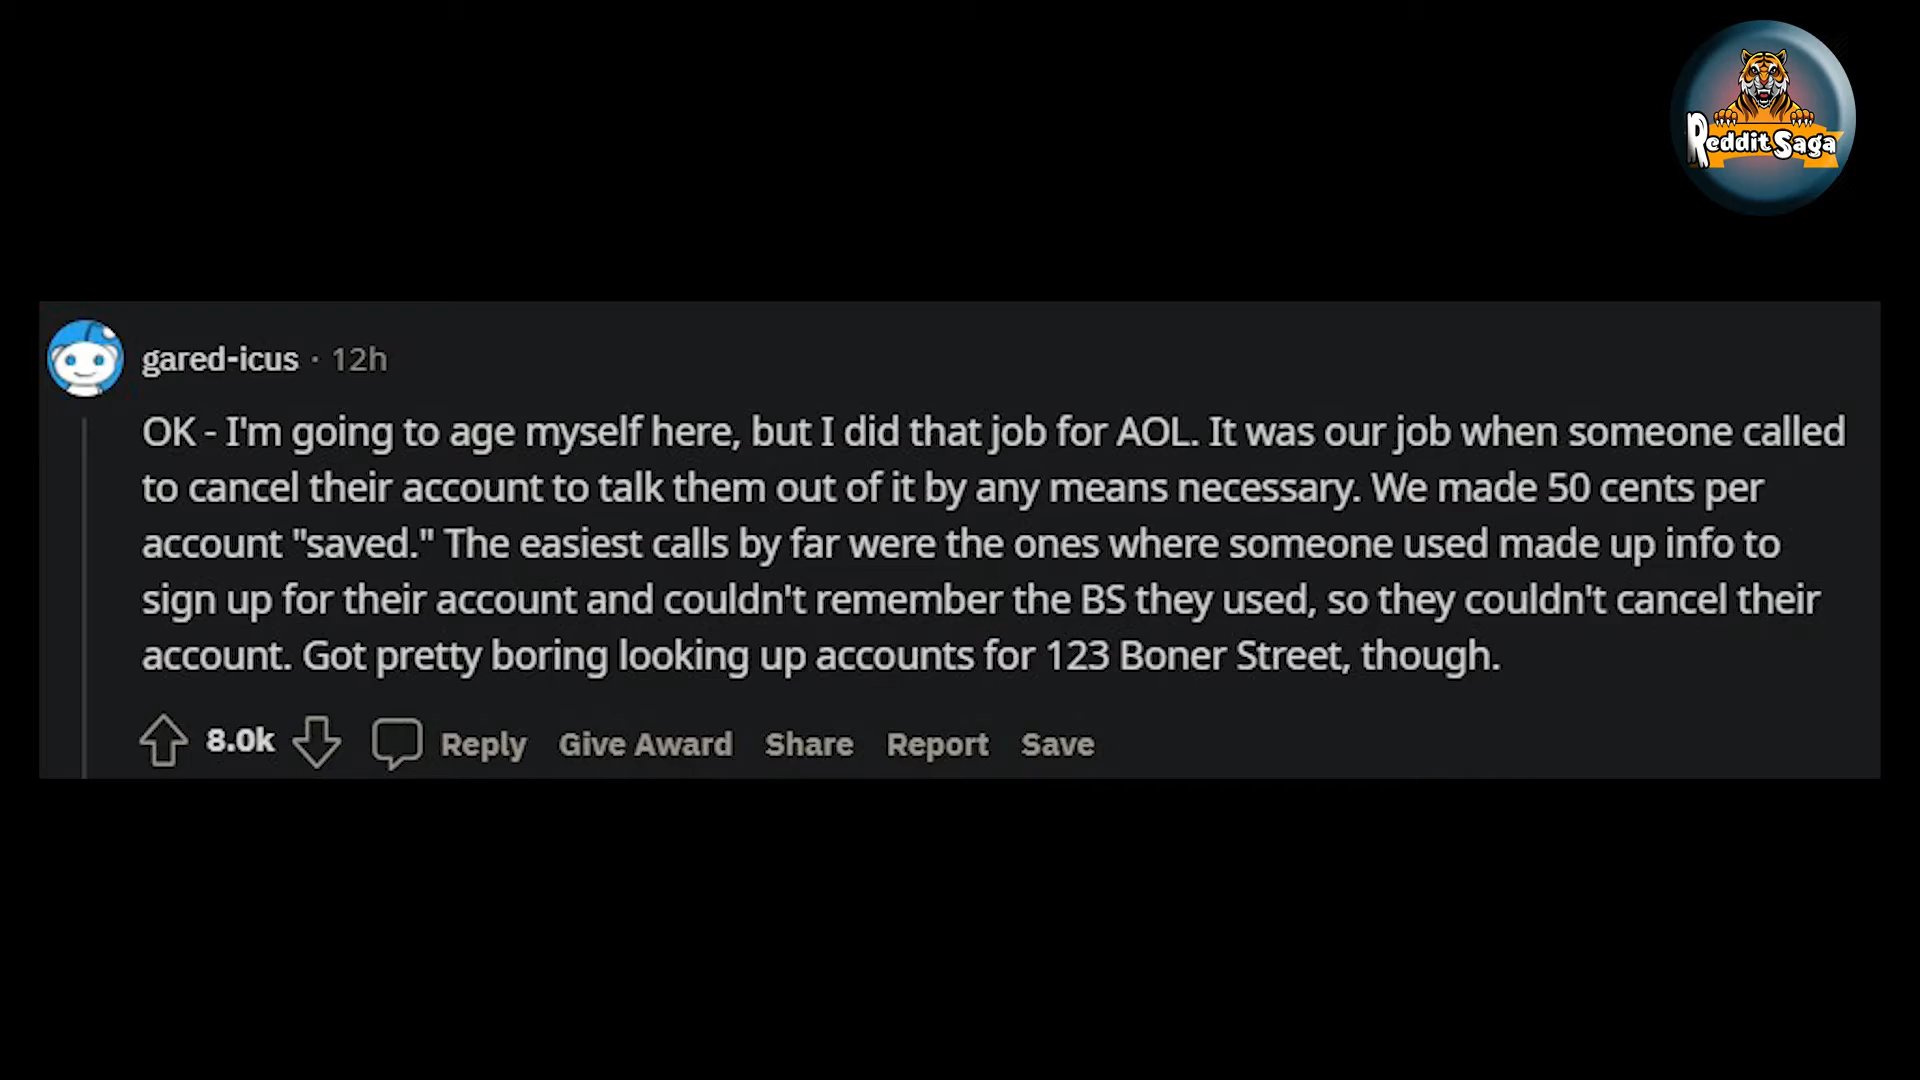 Reddit Saga
gared-icus · 12h
OK - I'm going to age myself here, but I did that job for AOL. It was our job when someone called
to cancel their account to talk them out of it by any means necessary. We made 50 cents per
account "saved." The easiest calls by far were the ones where someone used made up info to
sign up for their account and couldn't remember the BS they used, so they couldn't cancel their
account. Got pretty boring looking up accounts for 123 Boner Street, though.
8.0k Reply Give Award Share Report Save